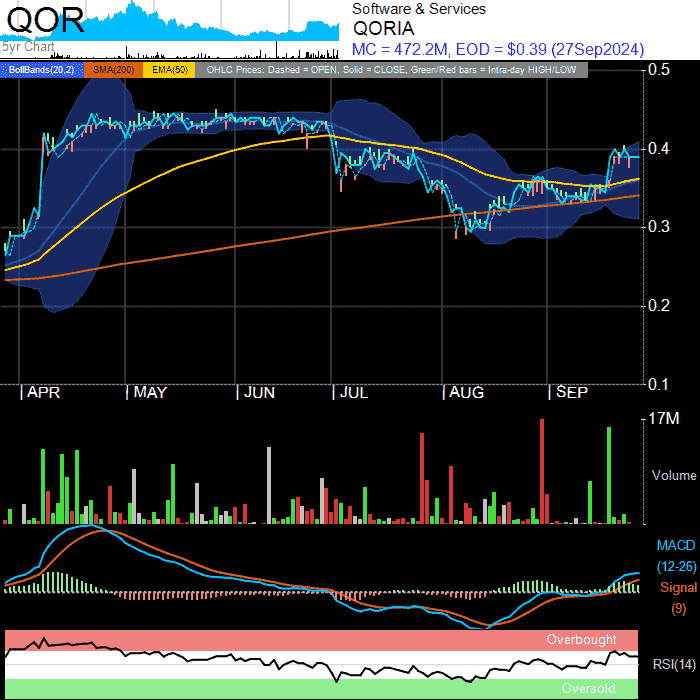 QOR
5yr Chart
Software & Services
QORIA
MC = 472.2M, EOD = $0.39 (27Sep2024)
BollBands(20,2) SMA(200) EMA(50) OHLC Prices: Dashed = OPEN, Solid = CLOSE, Green/Red bars = Intra-day HIGH/LOW
0.5
0.4
0.3
0.2
0.1
APR MAY JUN JUL AUG SEP
17M
Volume
MACD
(12-26)
Signal
(9)
Overbought
RSI(14)
Oversold